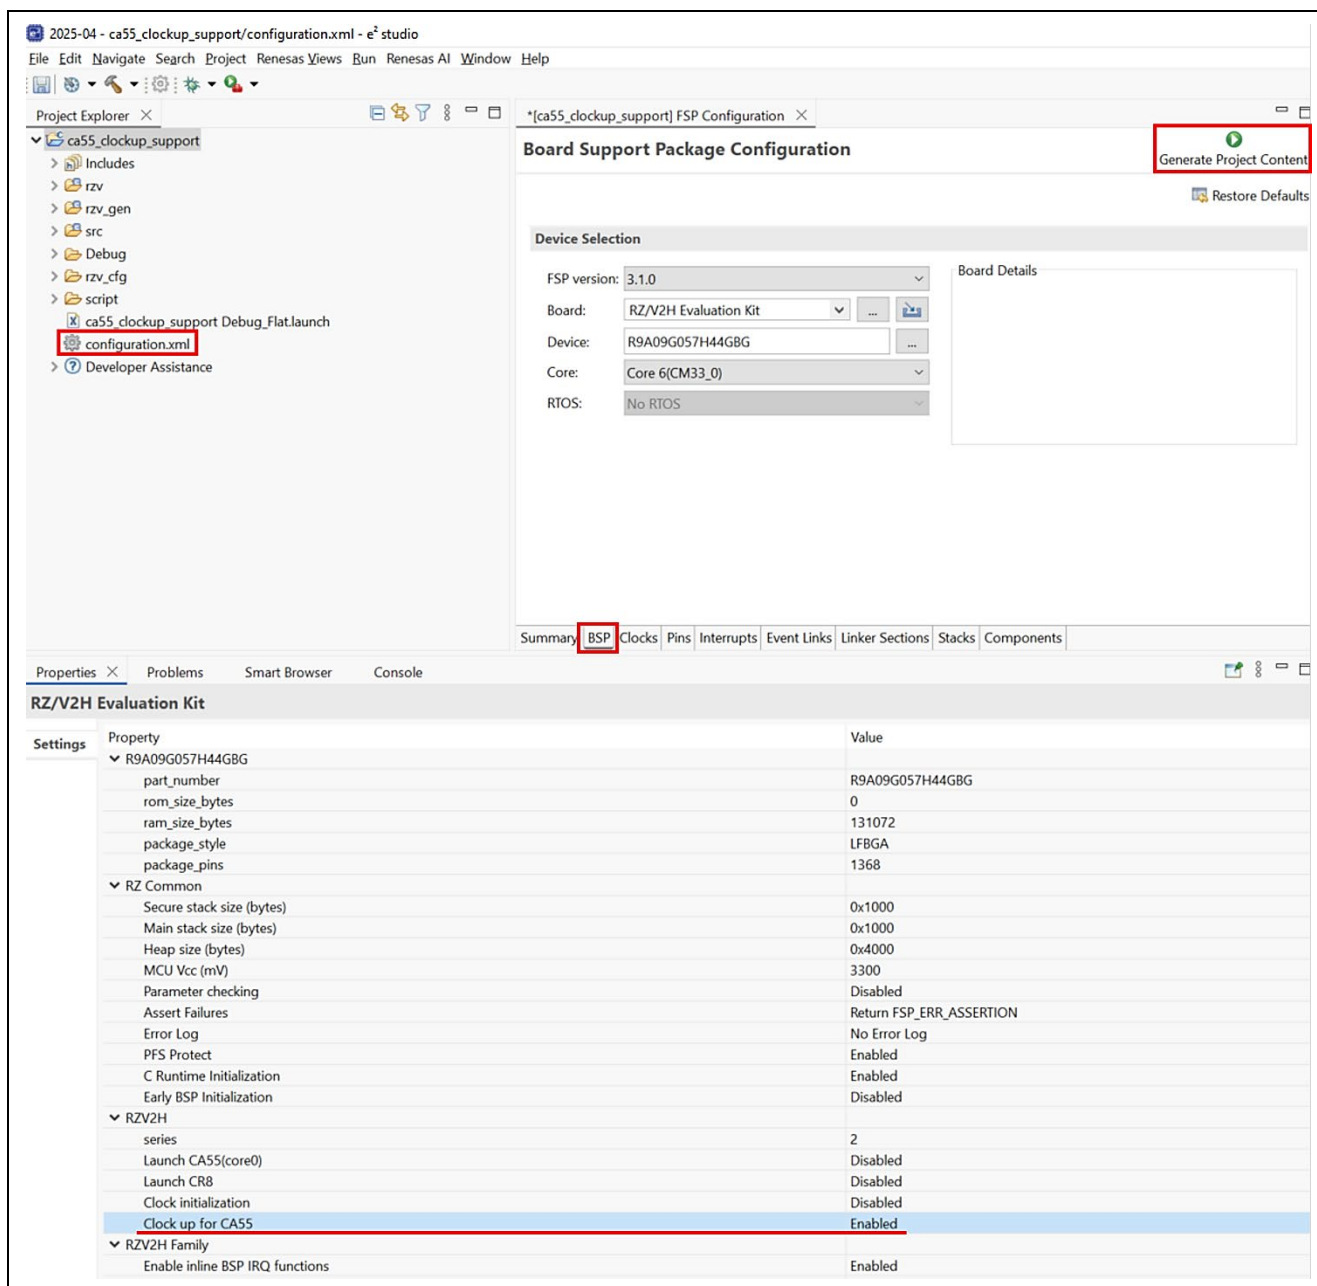 2025-04 - ca55_clockup_support/configuration.xml - e² studio
File Edit Navigate Search Project Renesas Views Run Renesas AI Window Help
Project Explorer
ca55_clockup_support
Includes
rzv
rzv_gen
src
Debug
rzv_cfg
script
ca55_clockup_support Debug_Flat.launch
configuration.xml
Developer Assistance
*[ca55_clockup_support] FSP Configuration
Board Support Package Configuration
Generate Project Content
Restore Defaults
Device Selection
FSP version: 3.1.0
Board: RZ/V2H Evaluation Kit ...
Device: R9A09G057H44GBG ...
Core: Core 6(CM33_0)
RTOS: No RTOS
Board Details
Summary BSP Clocks Pins Interrupts Event Links Linker Sections Stacks Components
Properties Problems Smart Browser Console
RZ/V2H Evaluation Kit
Settings
Property Value
R9A09G057H44GBG
part_number R9A09G057H44GBG
rom_size_bytes 0
ram_size_bytes 131072
package_style LFBGA
package_pins 1368
RZ Common
Secure stack size (bytes) 0x1000
Main stack size (bytes) 0x1000
Heap size (bytes) 0x4000
MCU Vcc (mV) 3300
Parameter checking Disabled
Assert Failures Return FSP_ERR_ASSERTION
Error Log No Error Log
PFS Protect Enabled
C Runtime Initialization Enabled
Early BSP Initialization Disabled
RZV2H
series 2
Launch CA55(core0) Disabled
Launch CR8 Disabled
Clock initialization Disabled
Clock up for CA55 Enabled
RZV2H Family
Enable inline BSP IRQ functions Enabled